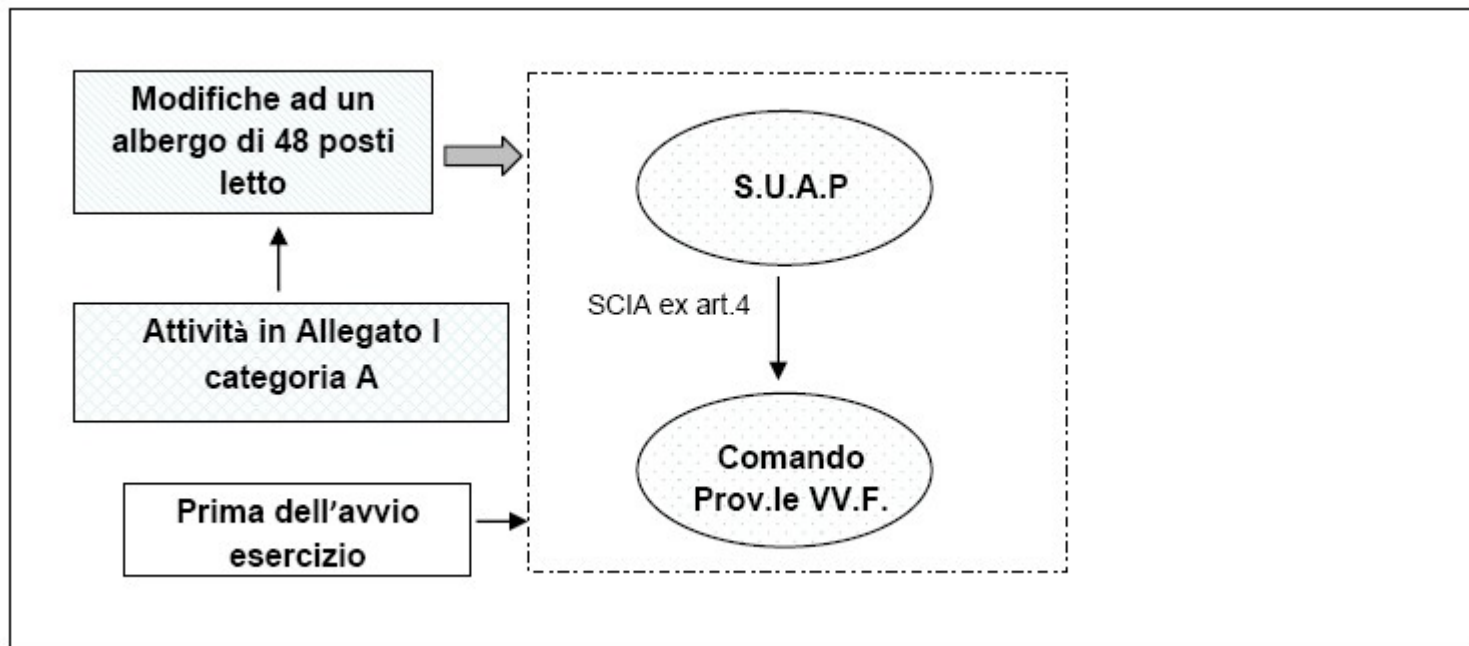 Modifiche ad un
albergo di 48 posti
letto
S.U.A.P
Attività in Allegato I
categoria A
SCIA ex art.4
Comando
Prov.le VV.F.
Prima dell'avvio
esercizio